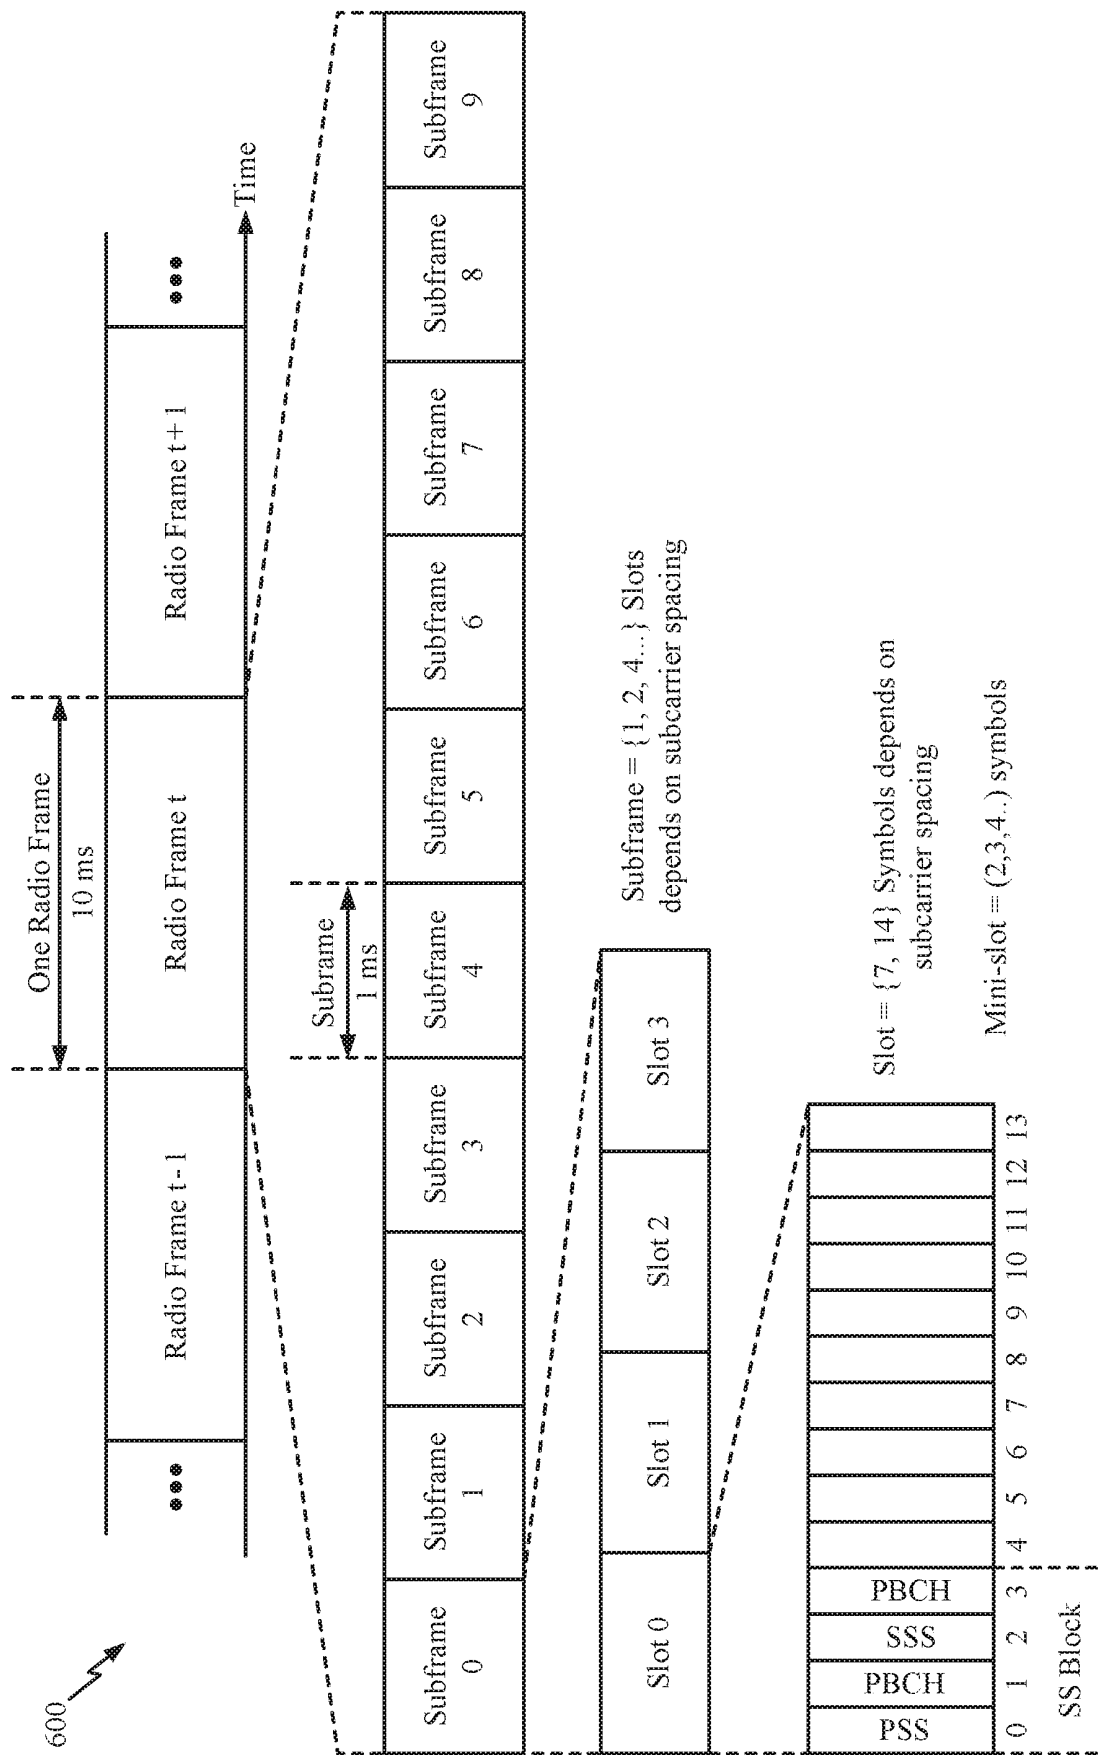 600
One Radio Frame
10 ms
••• Radio Frame t-1 Radio Frame t Radio Frame t+1 •••
Time
Subrame
1 ms
Subframe 0
Subframe 1
Subframe 2
Subframe 3
Subframe 4
Subframe 5
Subframe 6
Subframe 7
Subframe 8
Subframe 9
Slot 0 Slot 1 Slot 2 Slot 3
Subframe = {1, 2, 4...} Slots
depends on subcarrier spacing
PSS PBCH SSS PBCH
0 1 2 3 4 5 6 7 8 9 10 11 12 13
SS Block
Slot = {7, 14} Symbols depends on
subcarrier spacing
Mini-slot = (2,3,4..) symbols